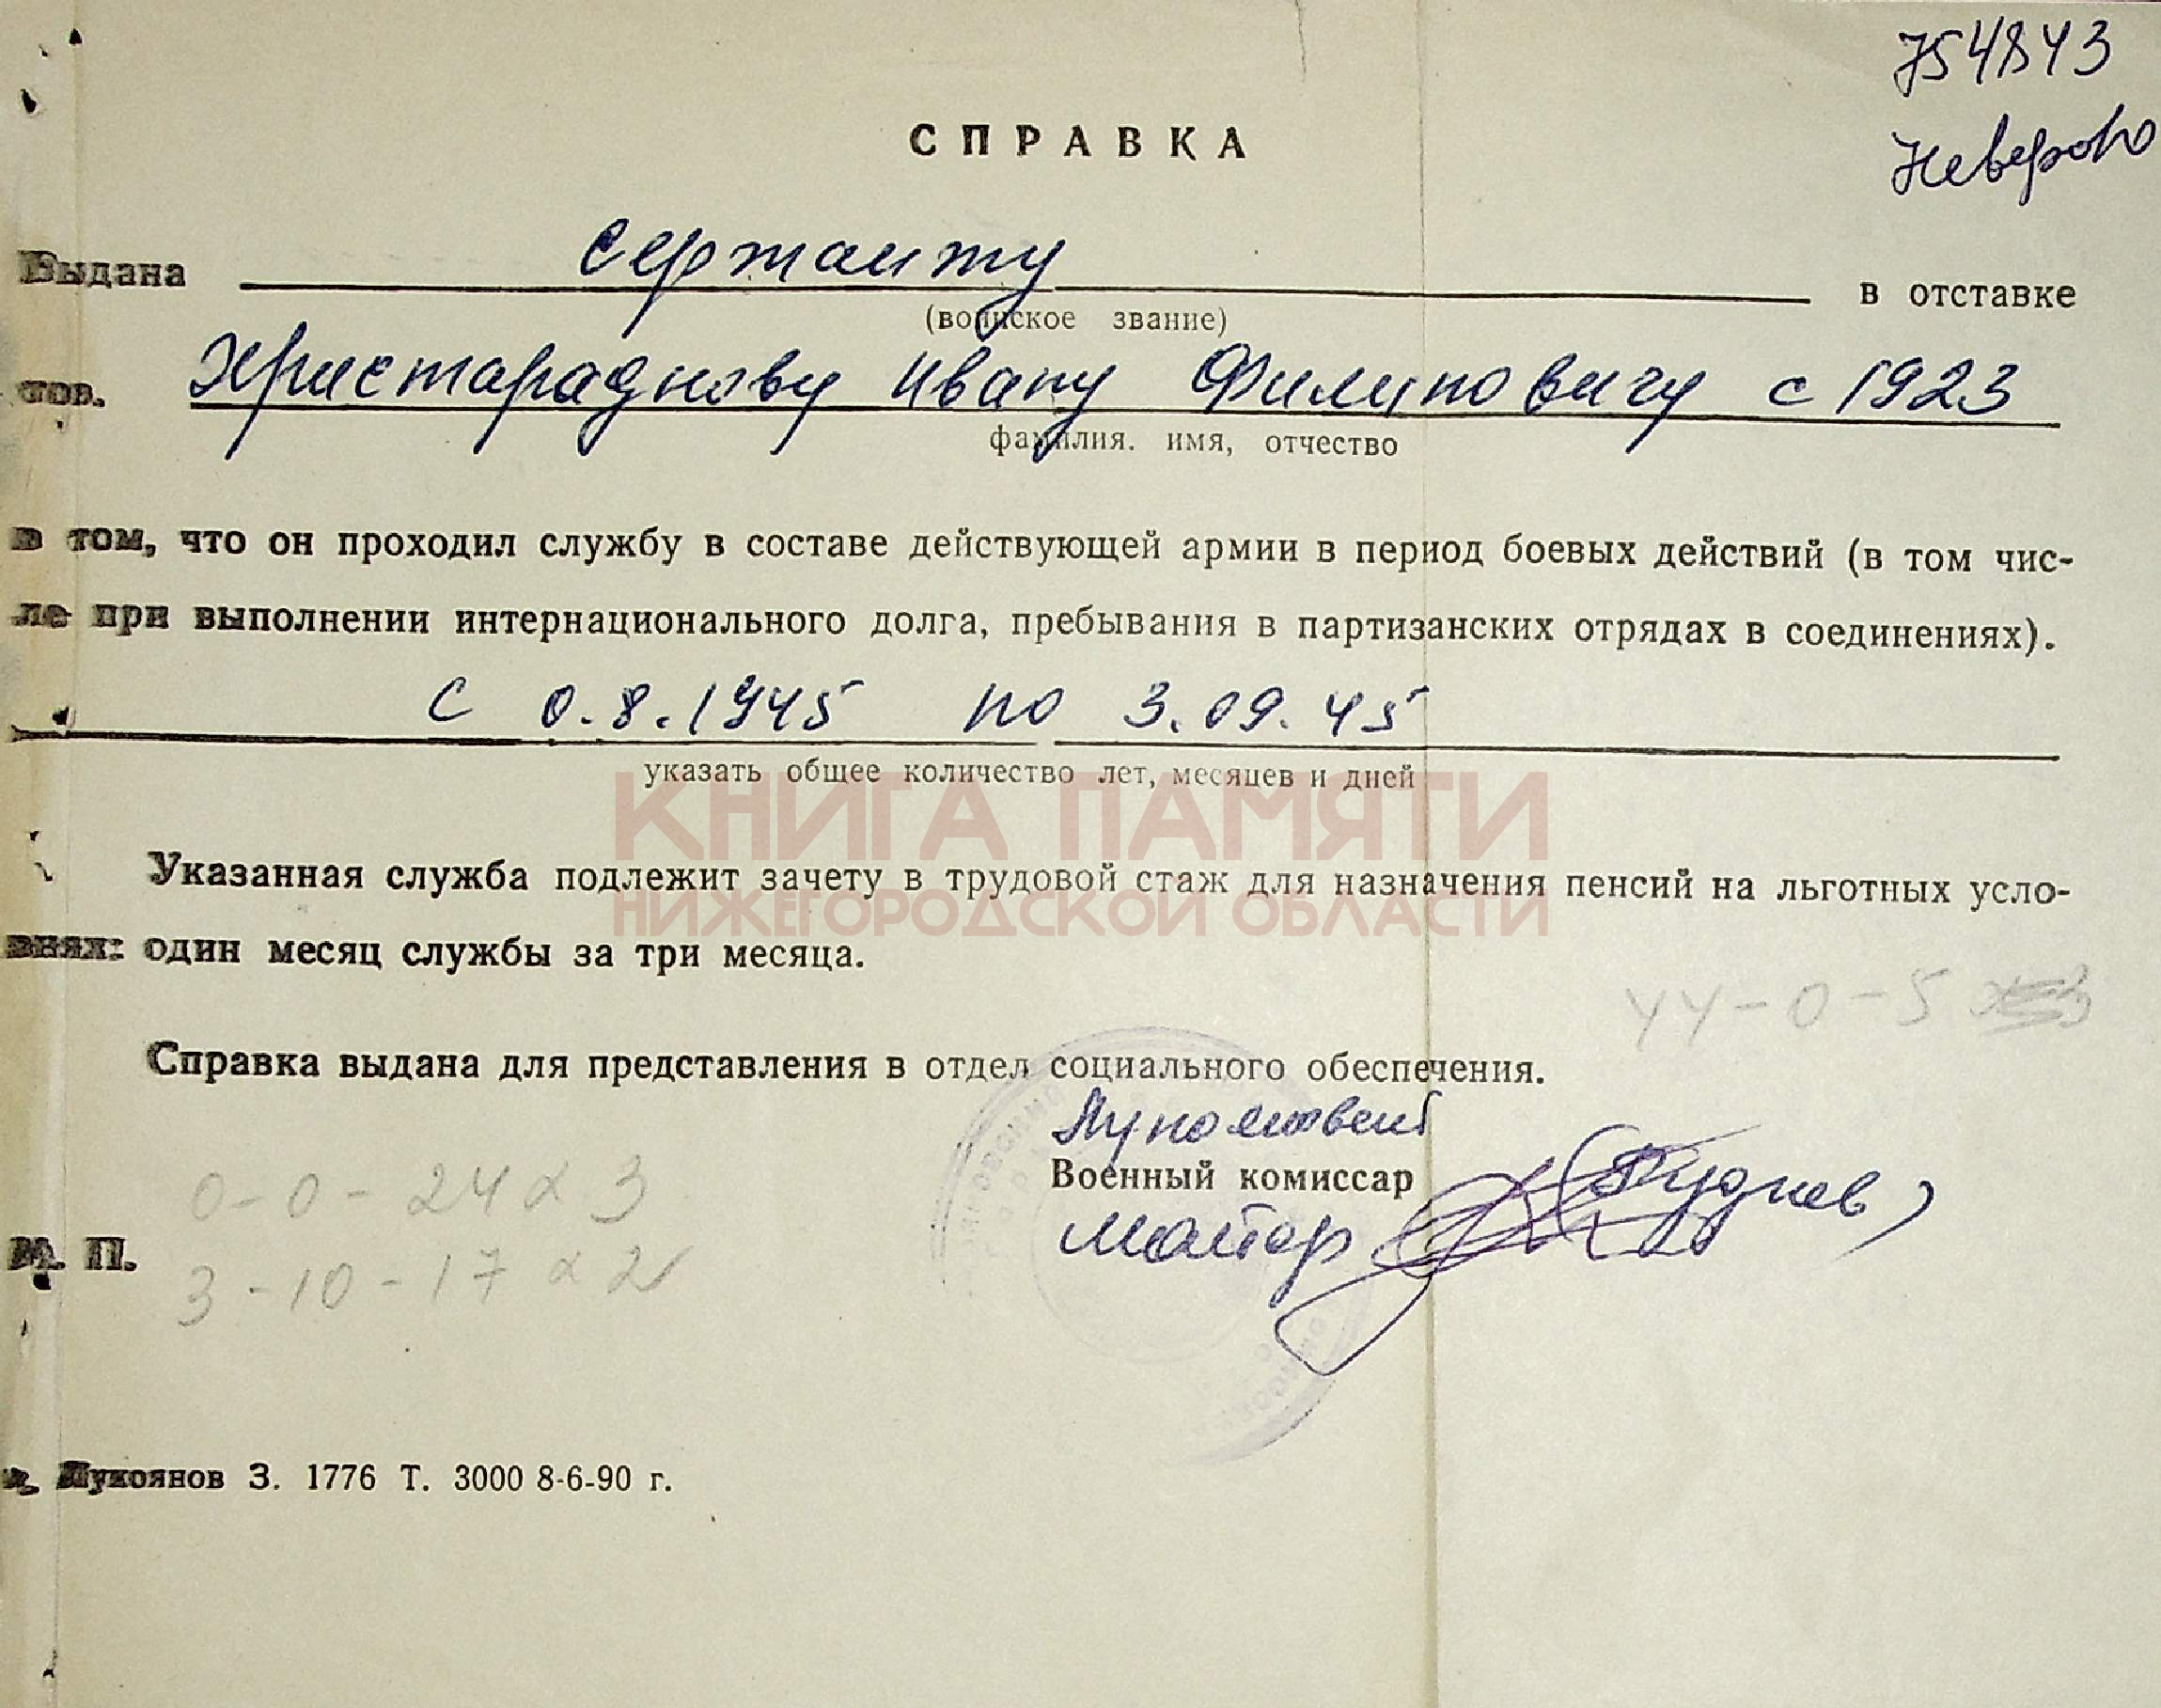 754843
Неверово
СПРАВКА
Выдана сержанту в отставке
(воинское звание)
тов. Христораднову Ивану Филиповичу с 1923
фамилия. имя, отчество
в том, что он проходил службу в составе действующей армии в период боевых действий (в том чис-
ле при выполнении интернационального долга, пребывания в партизанских отрядах в соединениях).
с 0.8.1945 по 3.09.45
указать общее количество лет, месяцев и дней
КНИГА ПАМЯТИ
НИЖЕГОРОДСКОЙ ОБЛАСТИ
Указанная служба подлежит зачету в трудовой стаж для назначения пенсий на льготных усло-
виях: один месяц службы за три месяца.
44-0-5
Справка выдана для представления в отдел социального обеспечения.
Военный комиссар
майор
0-0-24 x 3
М. П.
3-10-17 x 2
Лукоянов З. 1776 Т. 3000 8-6-90 г.